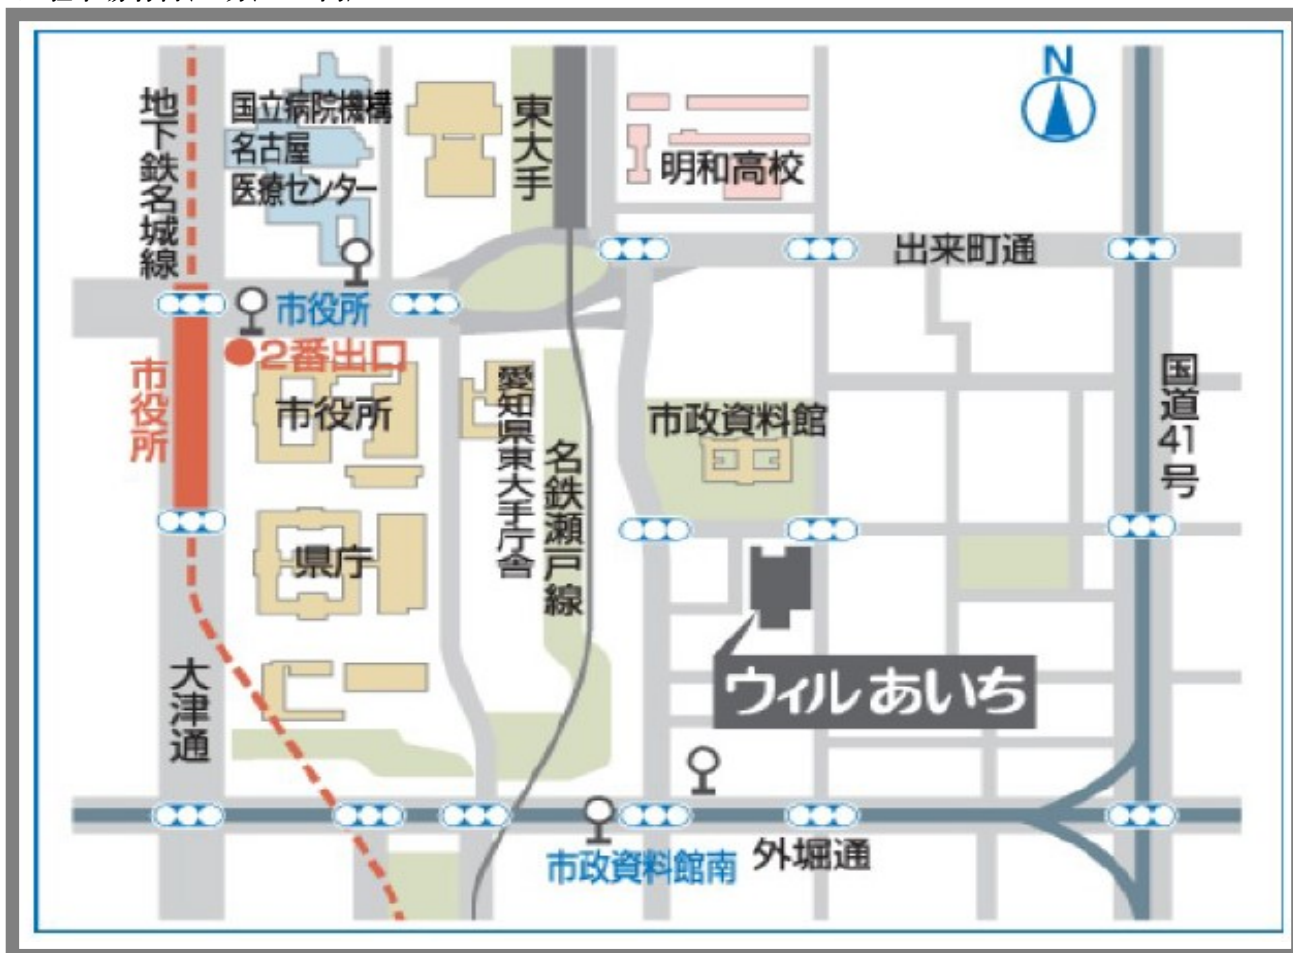 N
地下鉄名城線
国立病院機構
名古屋
医療センター
東大手
明和高校
出来町通
市役所
2番出口
市役所
市役所
愛知県東大手庁舎
名鉄瀬戸線
市政資料館
国道41号
県庁
大津通
ウィルあいち
市政資料館南
外堀通